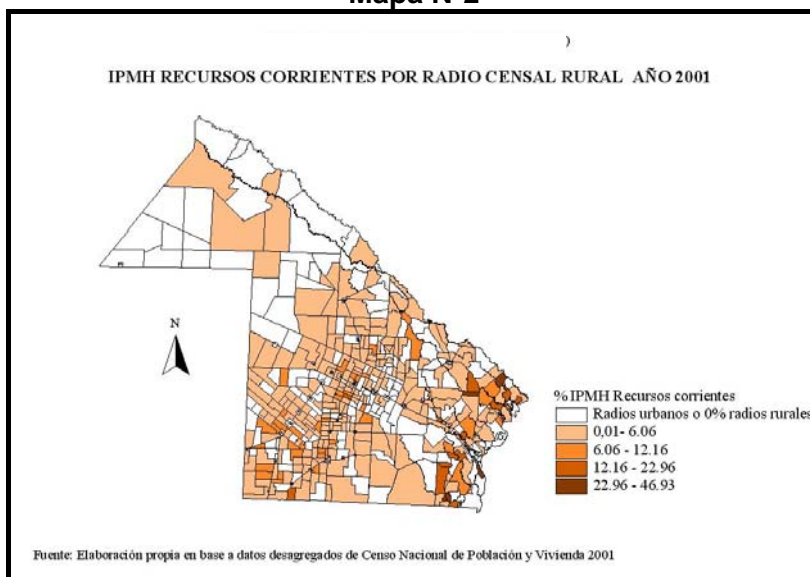 Mapa Nº2
)
IPMH RECURSOS CORRIENTES POR RADIO CENSAL RURAL AÑO 2001
N
% IPMH Recursos corrientes
Radios urbanos o 0% radios rurales
0,01- 6.06
6.06 - 12.16
12.16 - 22.96
22.96 - 46.93
Fuente: Elaboración propia en base a datos desagregados de Censo Nacional de Población y Vivienda 2001